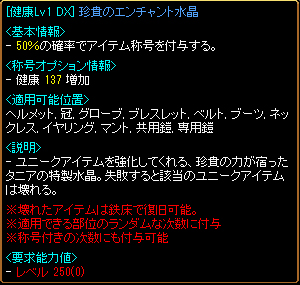 [健康Lv1 DX] 珍貴のエンチャント水晶
<基本情報>
- 50%の確率でアイテム称号を付与する。
<称号オプション情報>
- 健康 137 増加
<適用可能位置>
ヘルメット, 冠, グローブ, ブレスレット, ベルト, ブーツ, ネッ
クレス, イヤリング, マント, 共用鎧, 専用鎧
<説明>
- ユニークアイテムを強化してくれる、珍貴の力が宿った
タニアの特製水晶。失敗すると該当のユニークアイテム
は壊れる。
※壊れたアイテムは鉄床で復旧可能。
※適用できる部位のランダムな次数に付与
※称号付きの次数にも付与可能
<要求能力値>
- レベル 250(0)